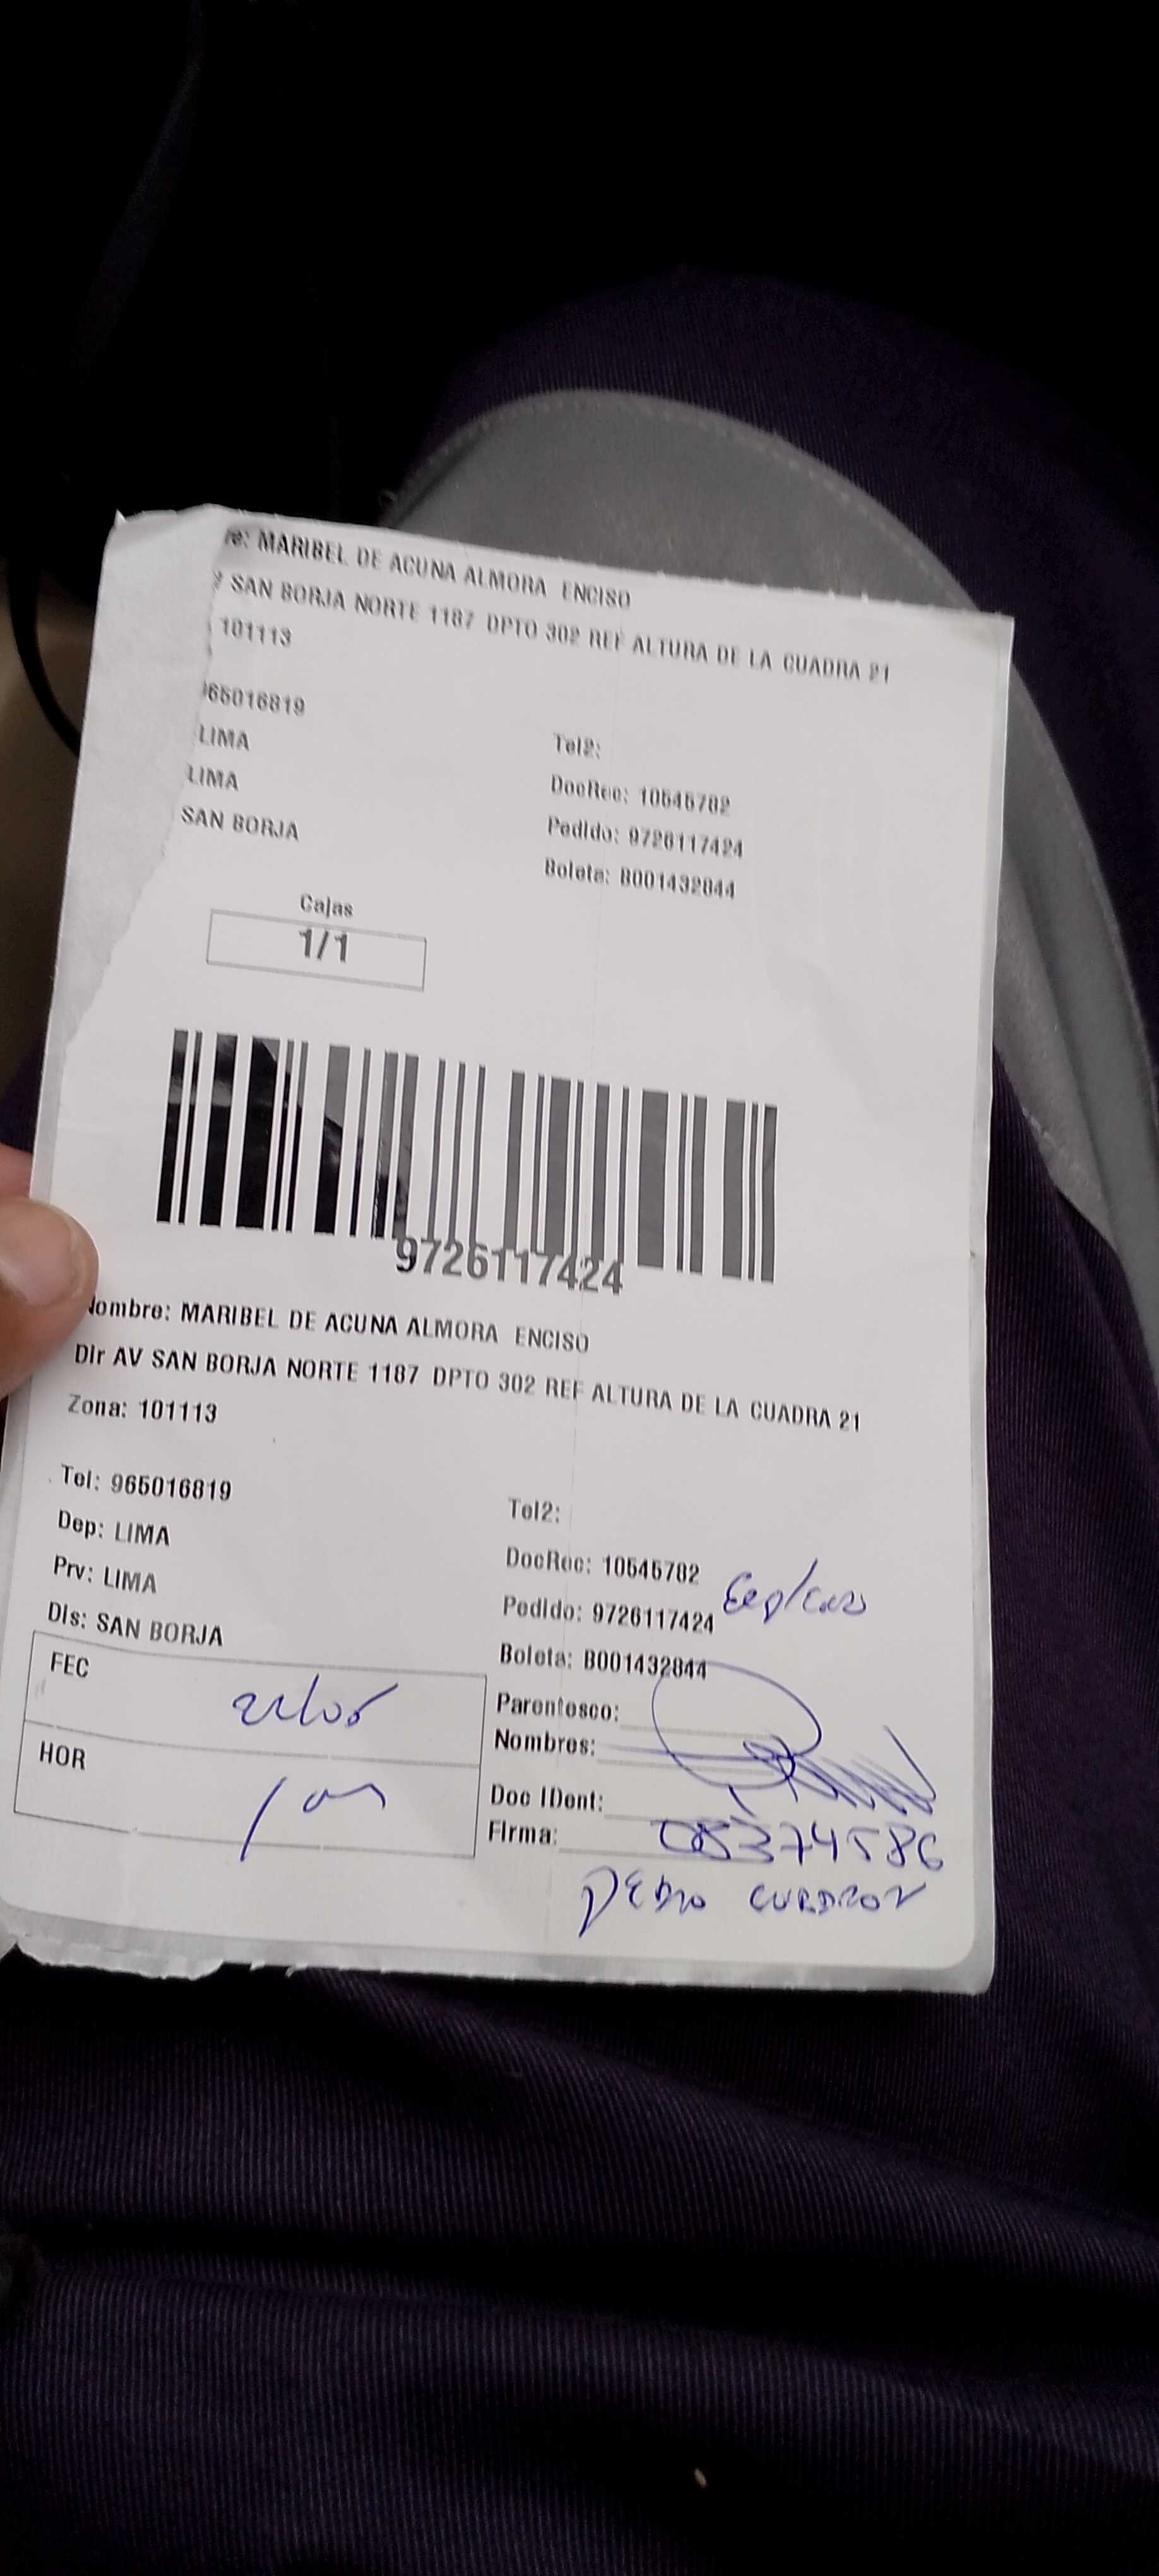 re: MARIBEL DE ACUNA ALMORA ENCISO
SAN BORJA NORTE 1187 DPTO 302 REF ALTURA DE LA CUADRA 21
101113
65016819
LIMA
Tel2:
LIMA
DocRec: 10545782
SAN BORJA
Pedido: 9726117424
Boleta: B001432844
Cajas
1/1
9726117424
Nombre: MARIBEL DE ACUNA ALMORA ENCISO
Dir AV SAN BORJA NORTE 1187 DPTO 302 REF ALTURA DE LA CUADRA 21
Zona: 101113
Tel: 965016819
Tel2:
Dep: LIMA
DocRec: 10545782
Prv: LIMA
Pedido: 9726117424
Dis: SAN BORJA
Boleta: B001432844
FEC
Parentesco:
Nombres:
HOR
Doc IDent:
Firma: 08374586
PEDRO